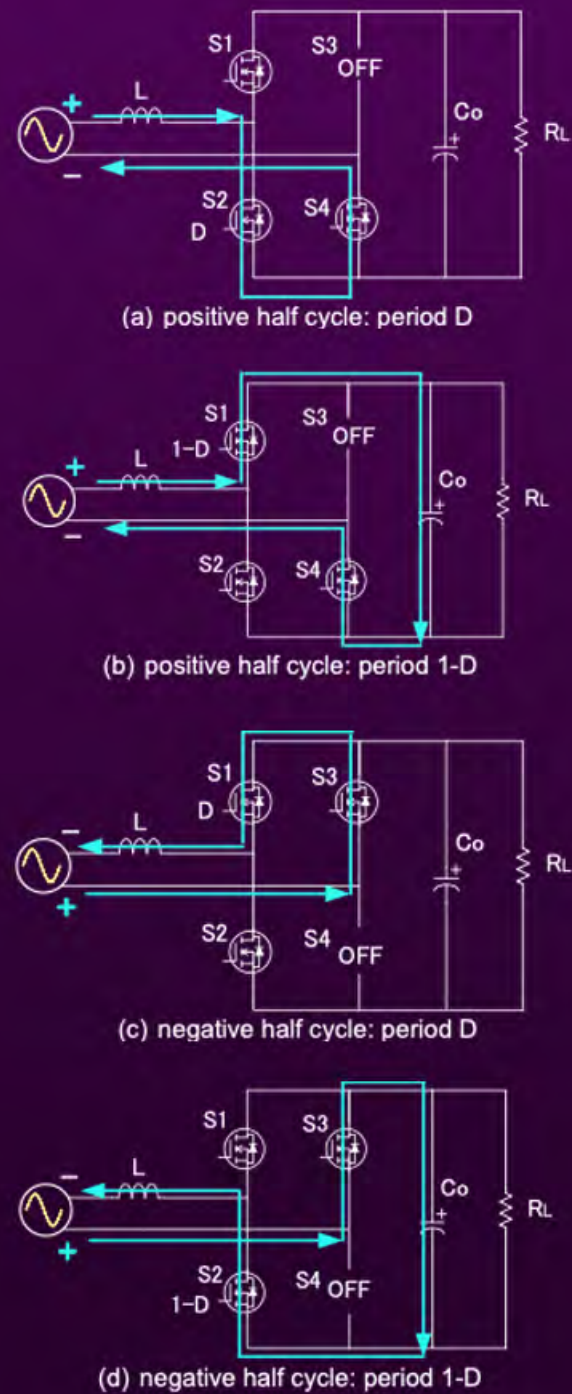 S1
S3
OFF
+
L
Co
+
RL
−
S2
D
S4
(a) positive half cycle: period D
S1
S3
1-D
OFF
+
L
Co
+
RL
−
S2
S4
(b) positive half cycle: period 1-D
S1
S3
D
−
L
Co
+
RL
+
S2
S4
OFF
(c) negative half cycle: period D
S1
S3
−
L
Co
+
RL
+
S2
1-D
S4 OFF
(d) negative half cycle: period 1-D